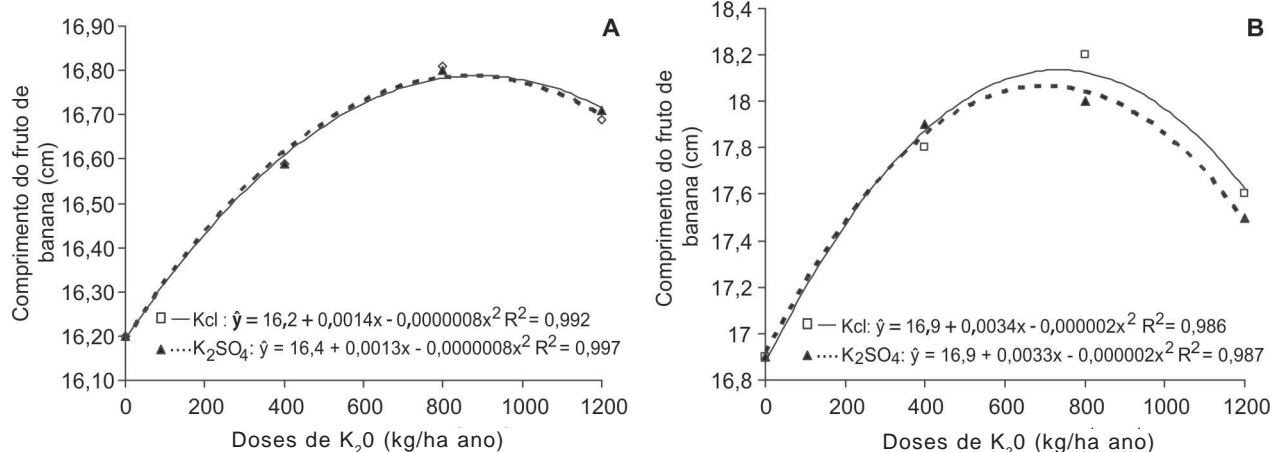 A
Comprimento do fruto de
banana (cm)
16,90
16,80
16,70
16,60
16,50
16,40
16,30
16,20
16,10
Kcl : ŷ = 16,2 + 0,0014x - 0,0000008x² R² = 0,992
K₂SO₄: ŷ = 16,4 + 0,0013x - 0,0000008x² R² = 0,997
0 200 400 600 800 1000 1200
Doses de K₂0 (kg/ha ano)
B
Comprimento do fruto de
banana (cm)
18,4
18,2
18
17,8
17,6
17,4
17,2
17
16,8
Kcl: ŷ = 16,9 + 0,0034x - 0,000002x² R² = 0,986
K₂SO₄: ŷ = 16,9 + 0,0033x - 0,000002x² R² = 0,987
0 200 400 600 800 1000 1200
Doses de K₂0 (kg/ha ano)